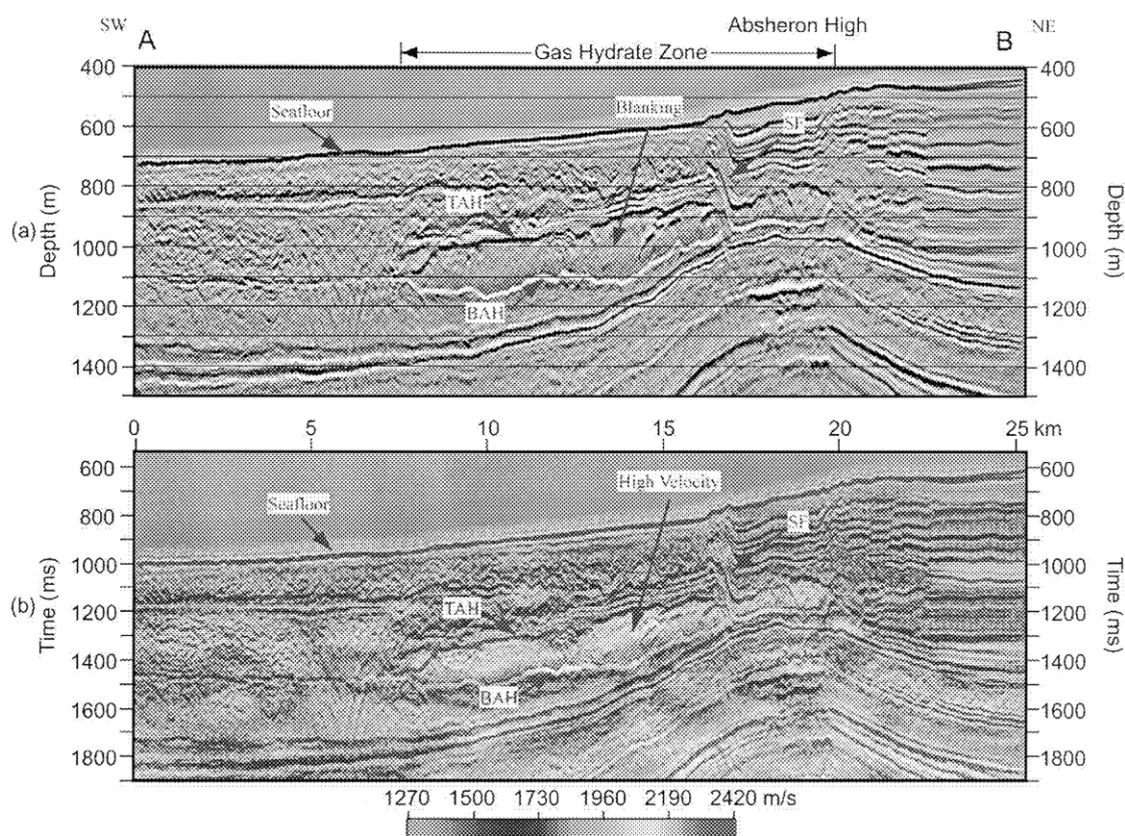 SW
A
Absheron High
NE
B
Gas Hydrate Zone
400
600
800
1000
1200
1400
Depth (m)
(a)
Seafloor
Blanking
SF
TAH
BAH
400
600
800
1000
1200
1400
Depth (m)
0
5
10
15
20
25 km
600
800
1000
1200
1400
1600
1800
Time (ms)
(b)
Seafloor
High Velocity
SF
TAH
BAH
600
800
1000
1200
1400
1600
1800
Time (ms)
1270 1500 1730 1960 2190 2420 m/s